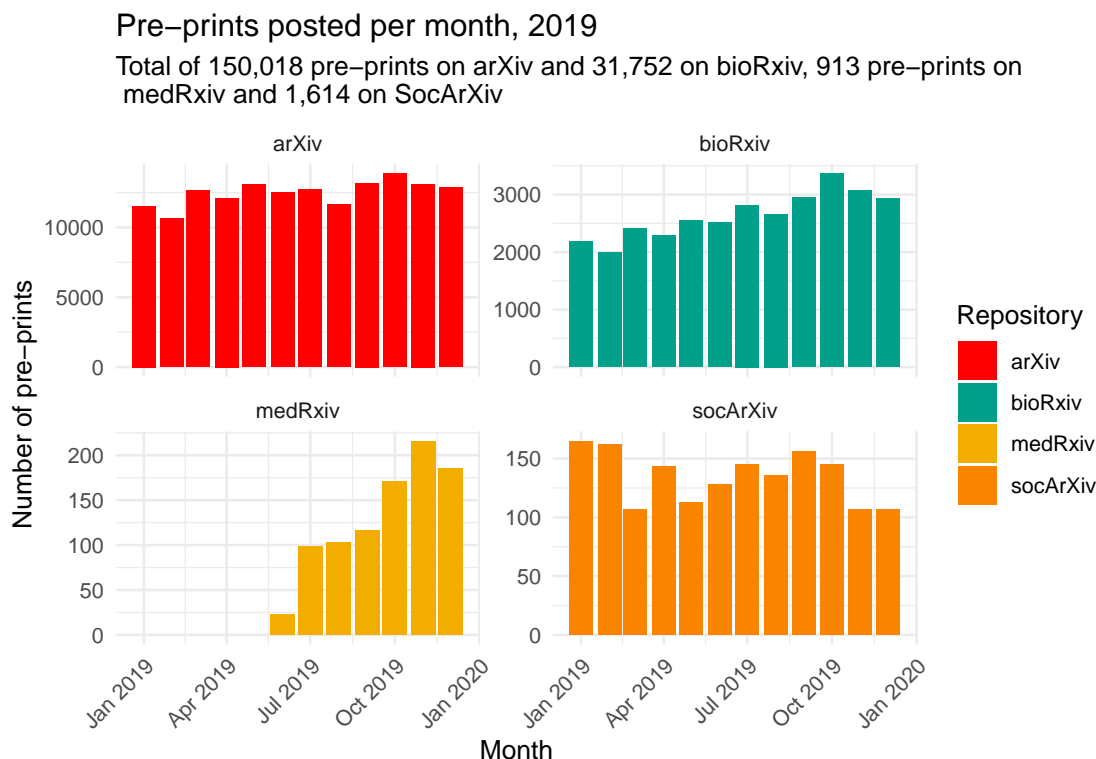 Pre−prints posted per month, 2019
Total of 150,018 pre−prints on arXiv and 31,752 on bioRxiv, 913 pre−prints on
medRxiv and 1,614 on SocArXiv
arXiv
bioRxiv
10000
5000
0
3000
2000
1000
0
medRxiv
socArXiv
200
150
100
50
0
150
100
50
0
Jan 2019
Apr 2019
Jul 2019
Oct 2019
Jan 2020
Jan 2019
Apr 2019
Jul 2019
Oct 2019
Jan 2020
Month
Number of pre−prints
Repository
arXiv
bioRxiv
medRxiv
socArXiv